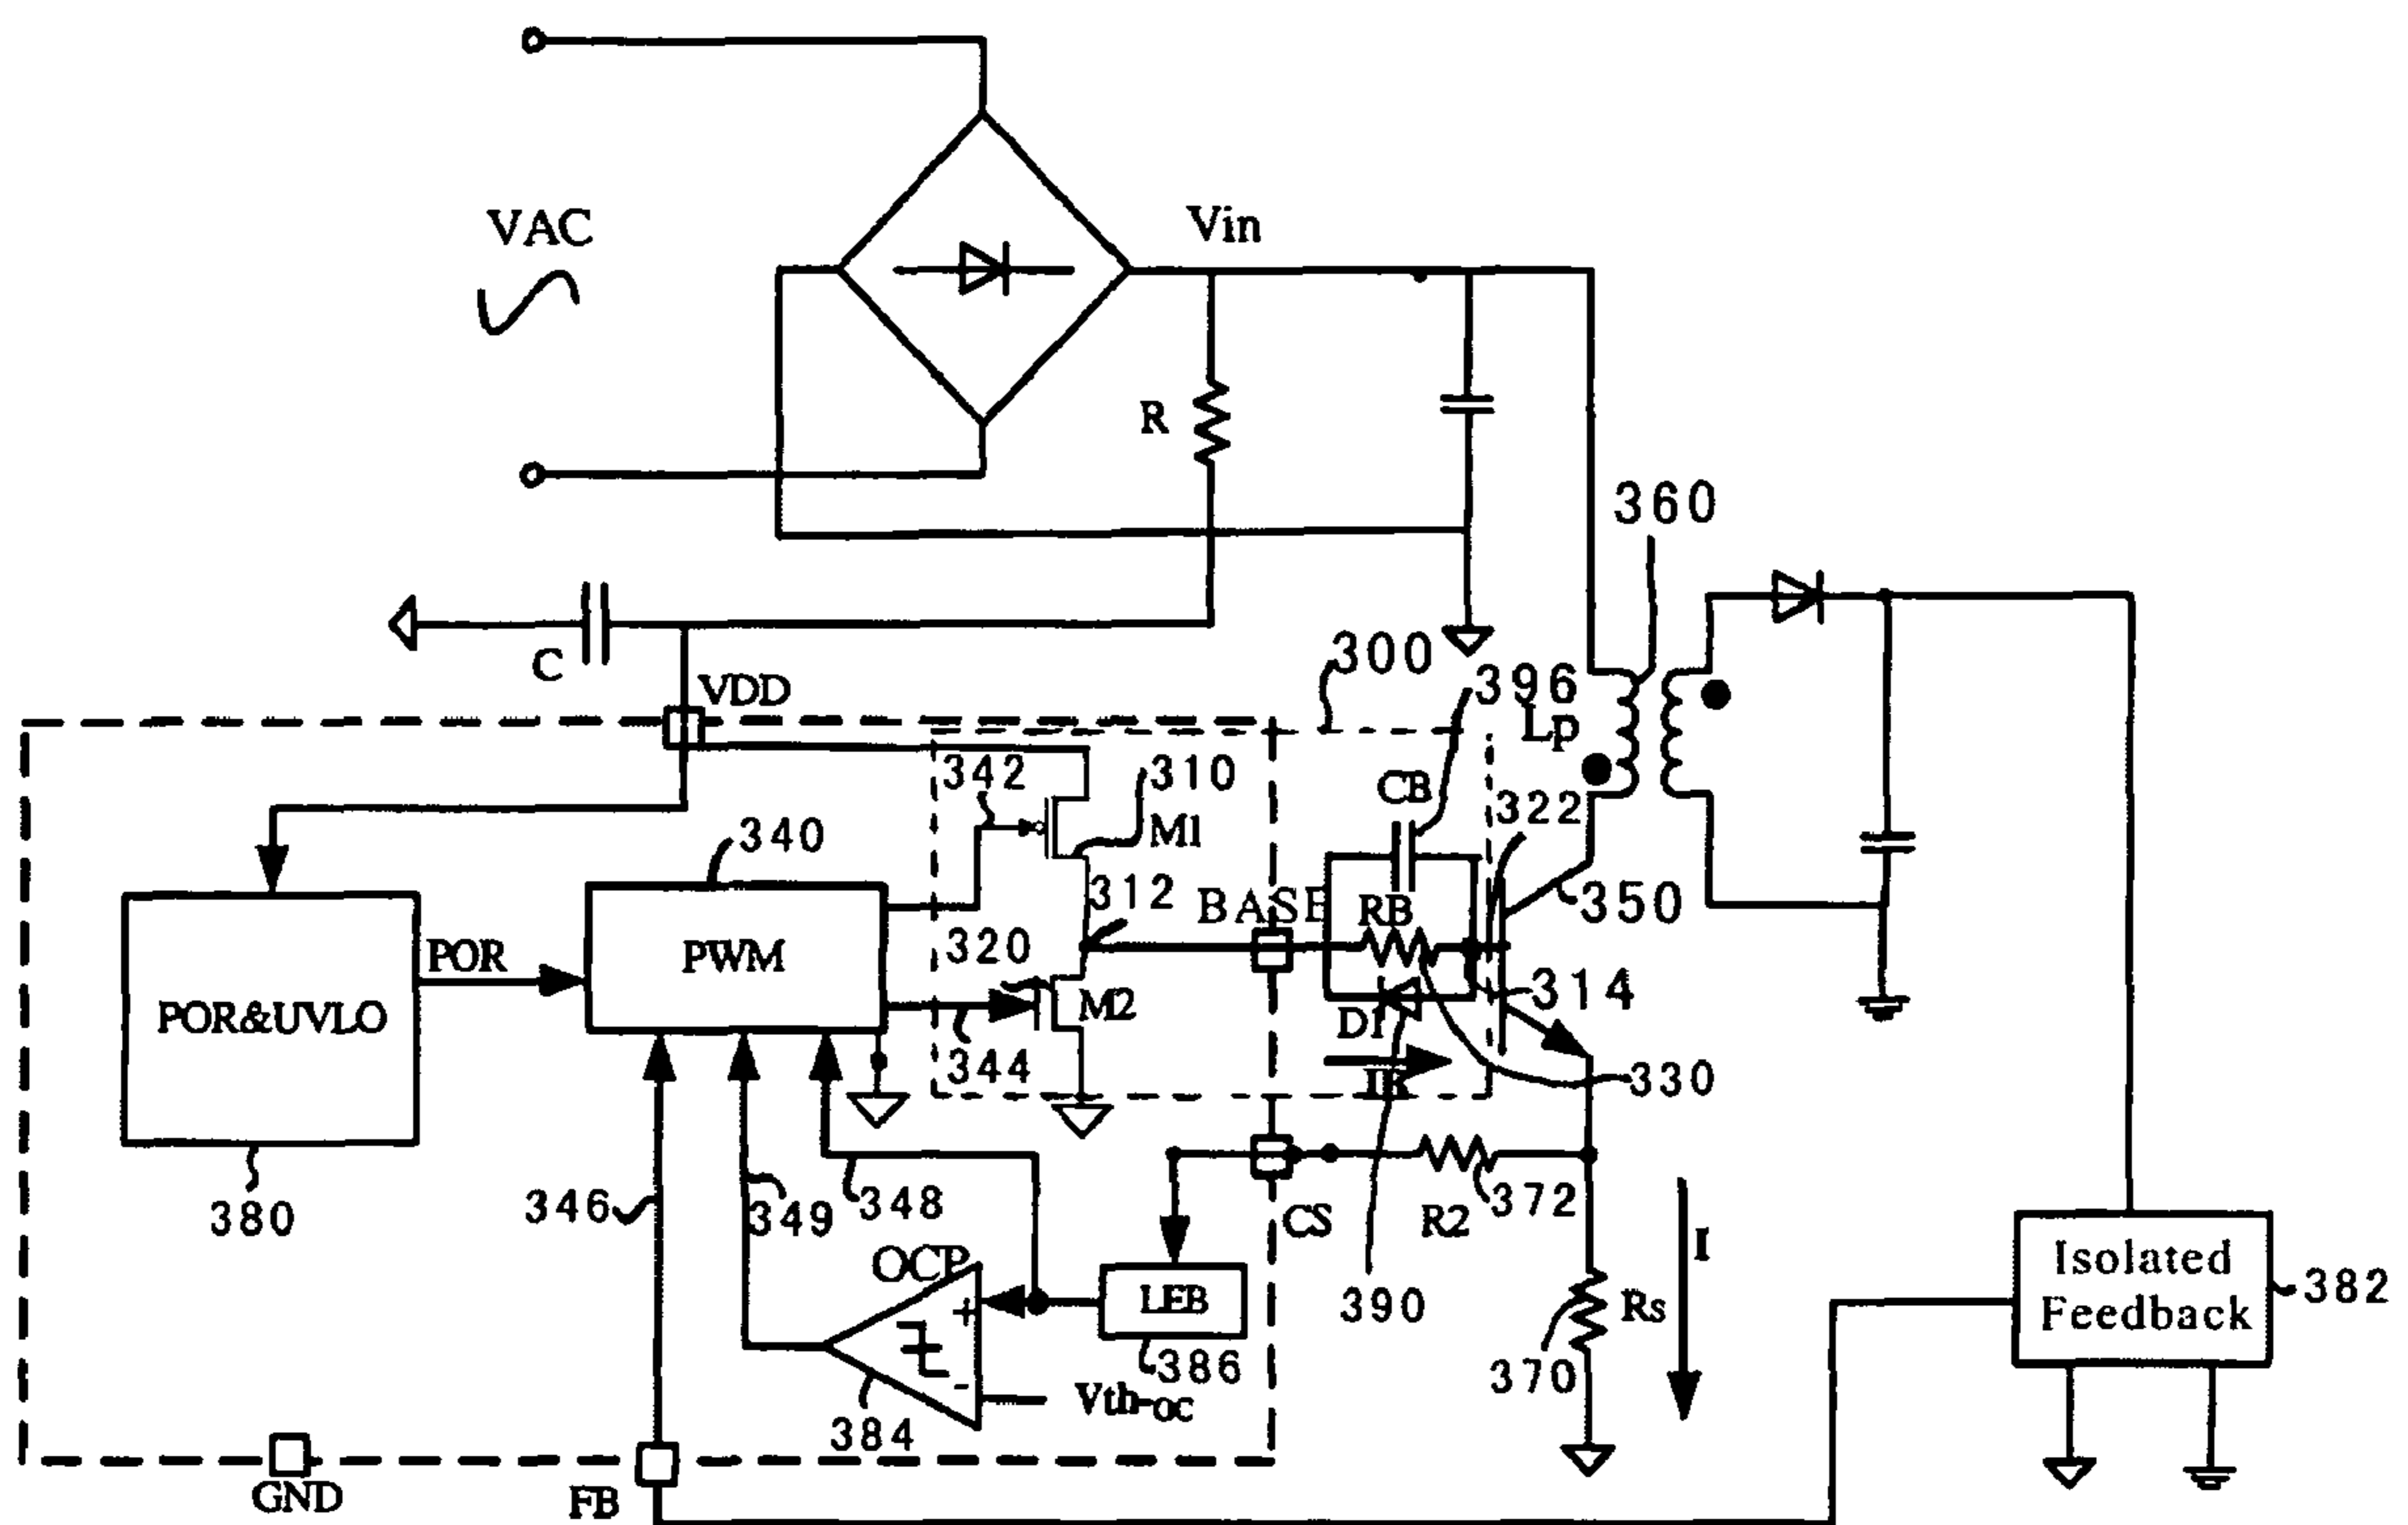 VAC
Vin
R
360
C
VDD
300
396
Lp
342
310
CB
322
340
M1
312
BASE
RB
350
320
POR
PWM
POR&UVLO
M2
314
D1
344
IR
330
346
349
348
380
CS
R2
372
I
OCP
+
LEB
390
Rs
Isolated
Feedback
382
386
370
-
Vth-oc
384
GND
FB